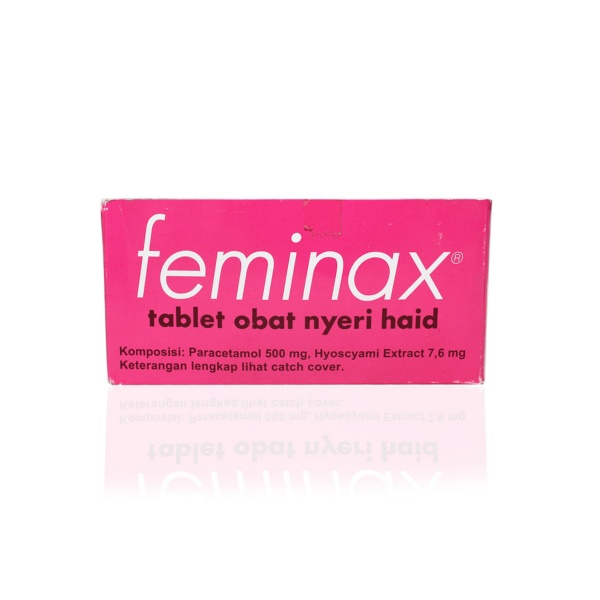 feminax®
tablet obat nyeri haid
Komposisi: Paracetamol 500 mg, Hyoscyami Extract 7,6 mg
Keterangan lengkap lihat catch cover.